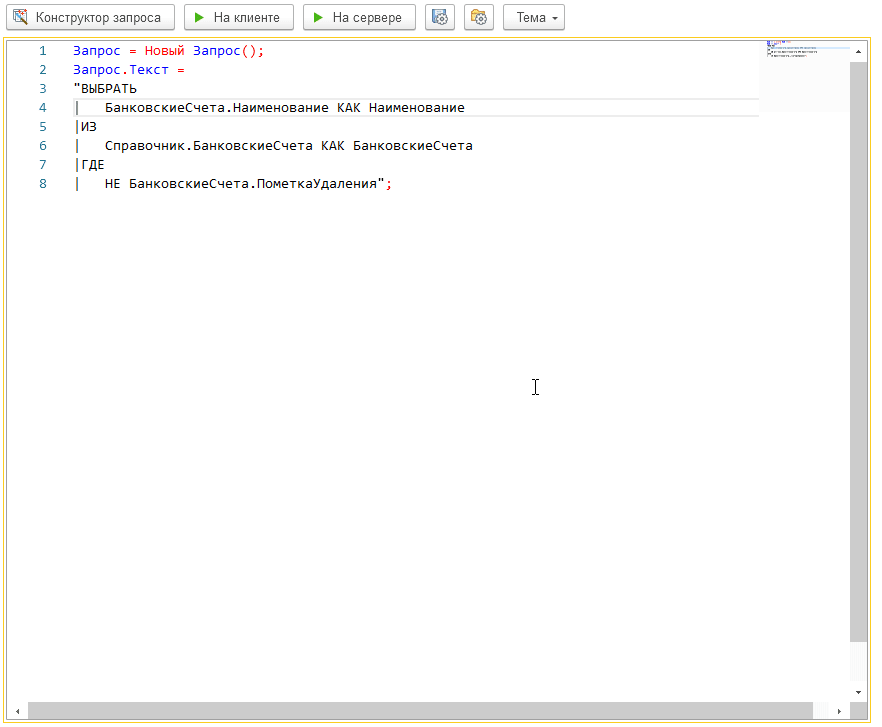 Конструктор запроса На клиенте На сервере Тема
1 Запрос = Новый Запрос();
2 Запрос.Текст =
3 "ВЫБРАТЬ
4 | БанковскиеСчета.Наименование КАК Наименование
5 |ИЗ
6 | Справочник.БанковскиеСчета КАК БанковскиеСчета
7 |ГДЕ
8 | НЕ БанковскиеСчета.ПометкаУдаления";